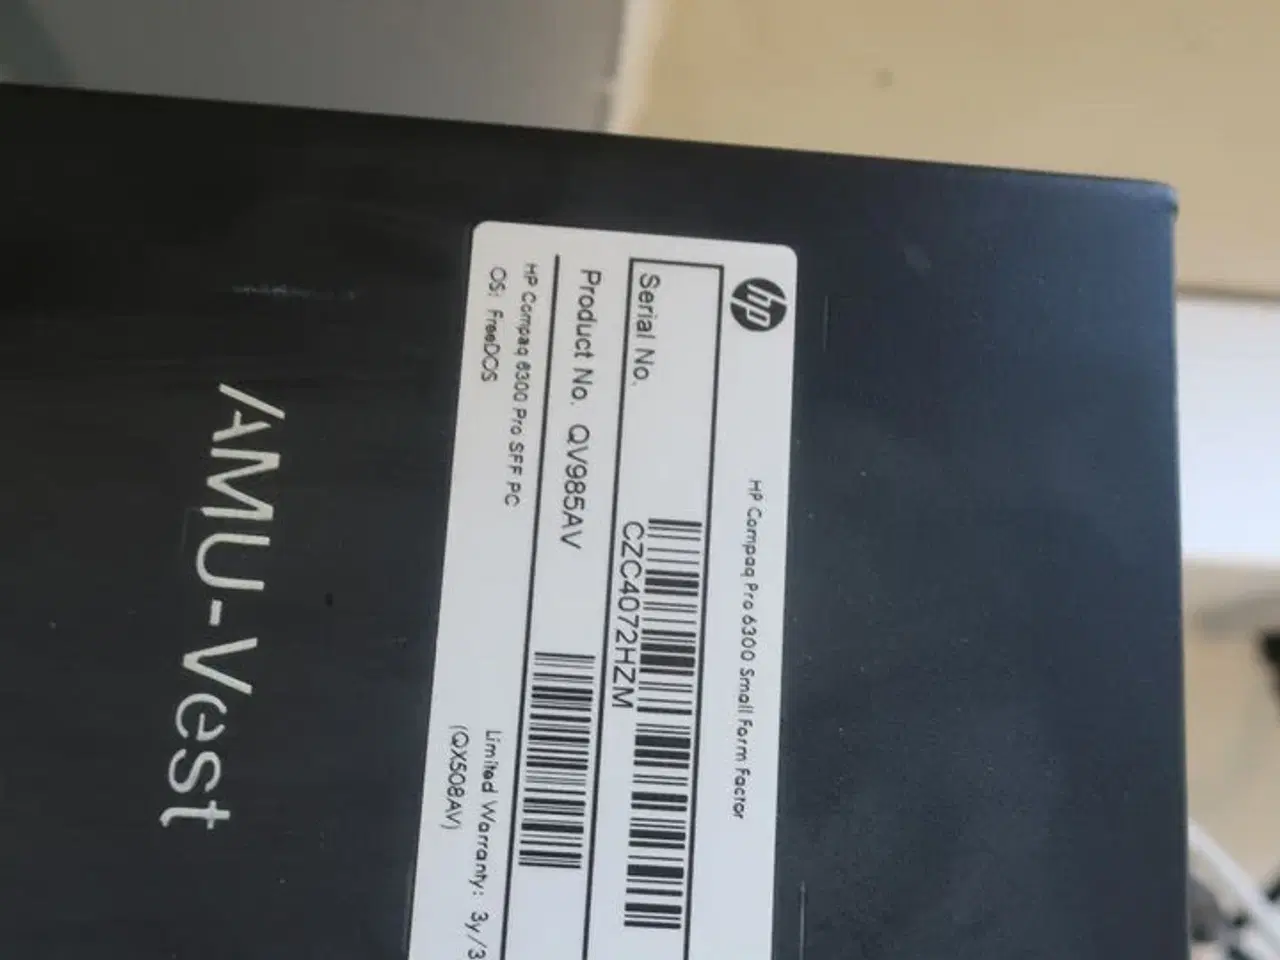 hp
HP Compaq Pro 6300 Small Form Factor
Serial No.
CZC4072HZM
Product No. QV985AV
HP Compaq 6300 Pro SFF PC
OS: FreeDOS
Limited Warranty: 3y/3
(QX508AV)
AMU-Vest